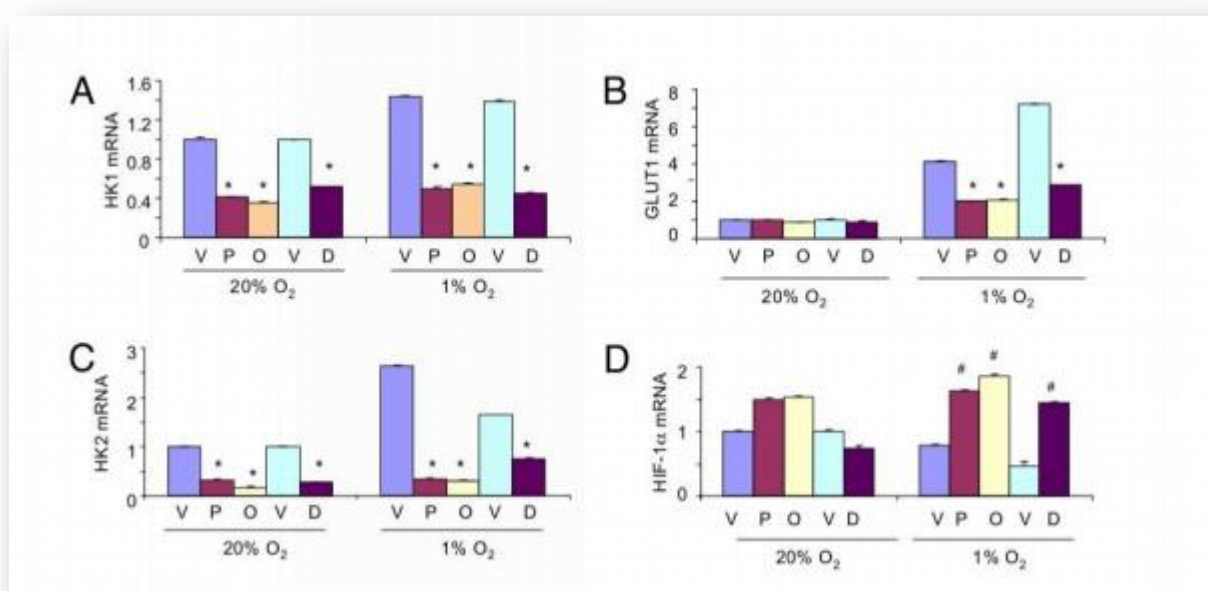 A
HK1 mRNA
1.6
1.2
0.8
0.4
0
* * *
* * *
V P O V D
V P O V D
20% O₂
1% O₂
B
GLUT1 mRNA
8
6
4
2
0
* * *
V P O V D
V P O V D
20% O₂
1% O₂
C
HK2 mRNA
3
2
1
0
* * *
* * *
V P O V D
V P O V D
20% O₂
1% O₂
D
HIF-1α mRNA
2
1
0
# # #
V P O V D
V P O V D
20% O₂
1% O₂